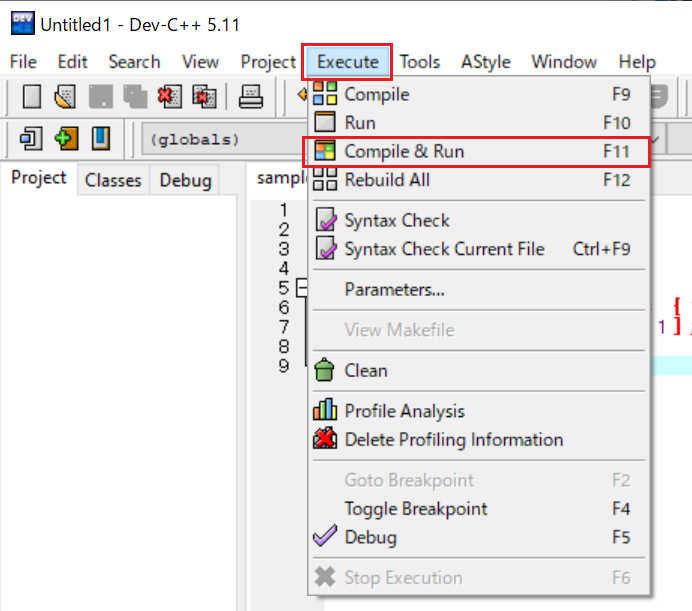 DEV
Untitled1 - Dev-C++ 5.11
File Edit Search View Project Execute Tools AStyle Window Help
(globals)
Project Classes Debug
Compile F9
Run F10
Compile & Run F11
Rebuild All F12
Syntax Check
Syntax Check Current File Ctrl+F9
Parameters...
View Makefile
Clean
Profile Analysis
Delete Profiling Information
Goto Breakpoint F2
Toggle Breakpoint F4
Debug F5
Stop Execution F6
sampl
1
2
3
4
5
6 [
7 1 ]
8
9